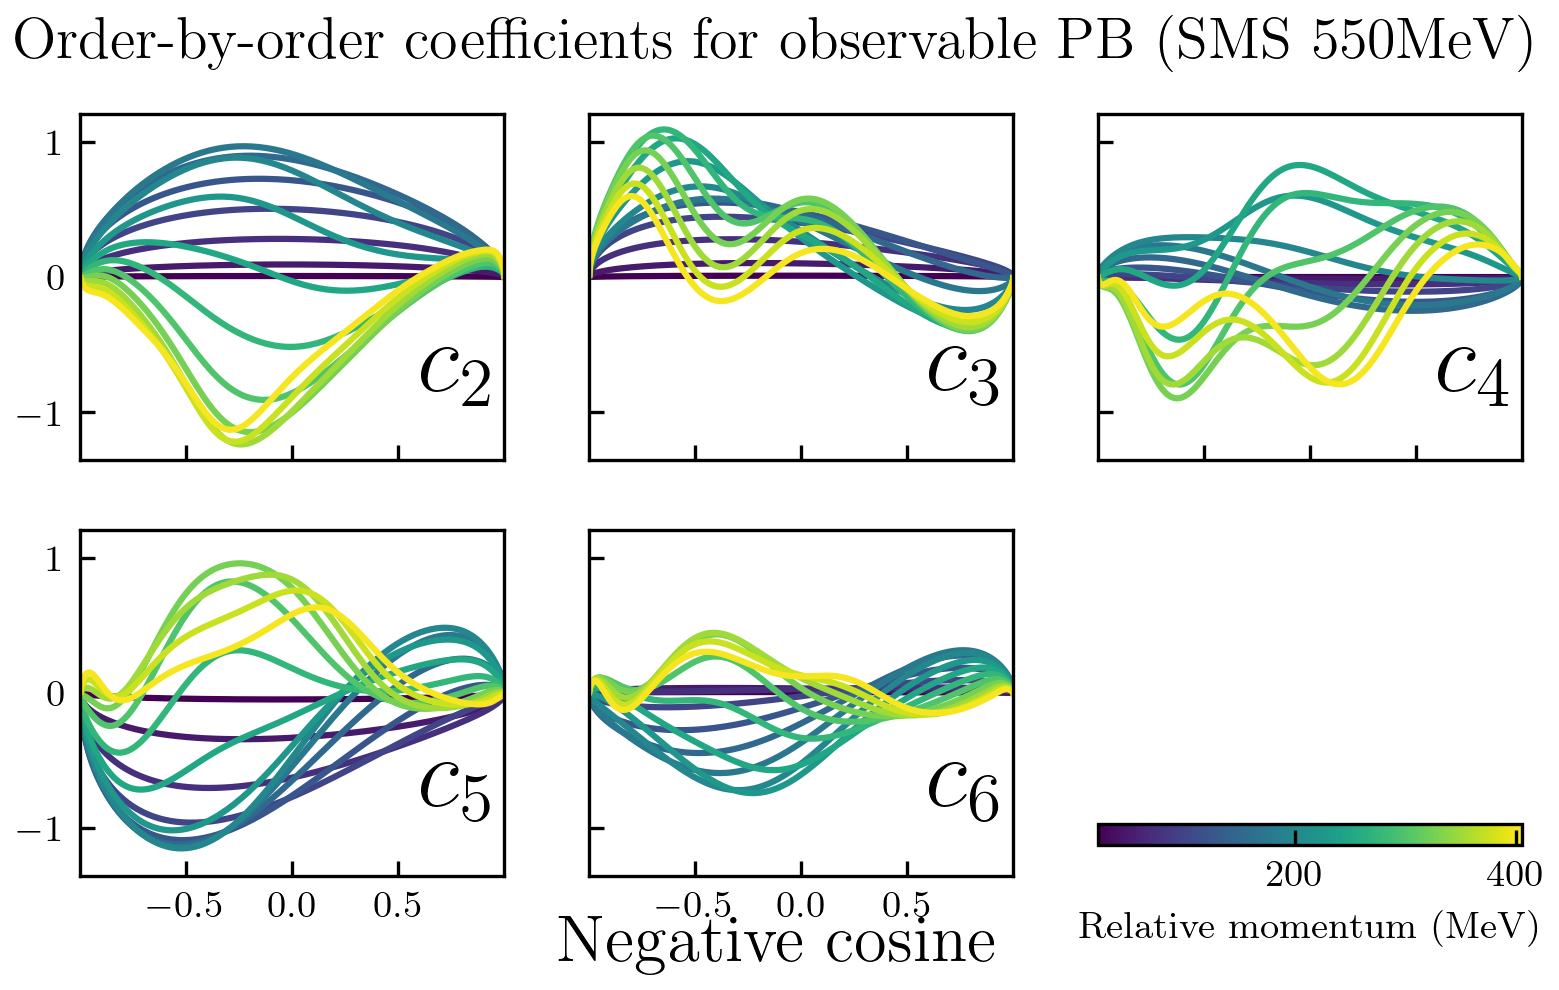 Order-by-order coefficients for observable PB (SMS 550MeV)
1
0
−1
c2
c3
c4
1
0
−1
c5
c6
−0.5 0.0 0.5
−0.5 0.0 0.5
Negative cosine
200 400
Relative momentum (MeV)